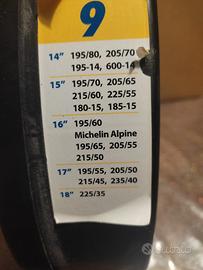 9
14" 195/80, 205/70
195-14, 600-14
15" 195/70, 205/65
215/60, 225/55
180-15, 185-15
16" 195/60
Michelin Alpine
195/65, 205/55
215/50
17" 195/55, 205/50
215/45, 235/40
18" 225/35
subito